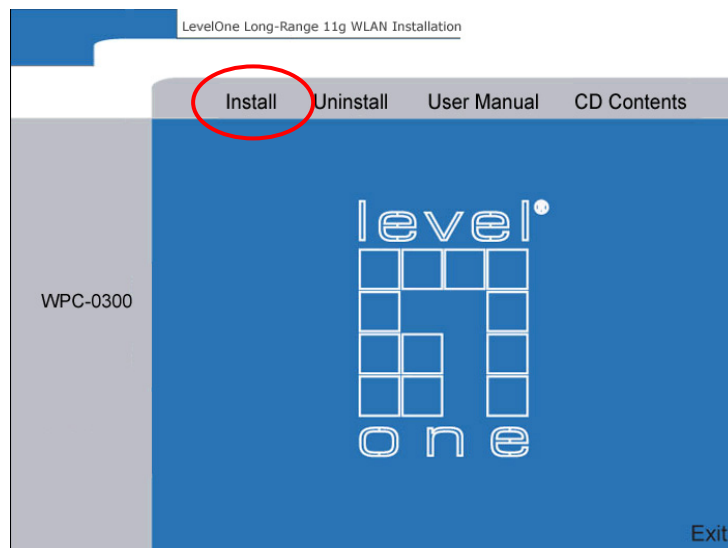 LevelOne Long-Range 11g WLAN Installation
Install Uninstall User Manual CD Contents
level
WPC-0300
one
Exit